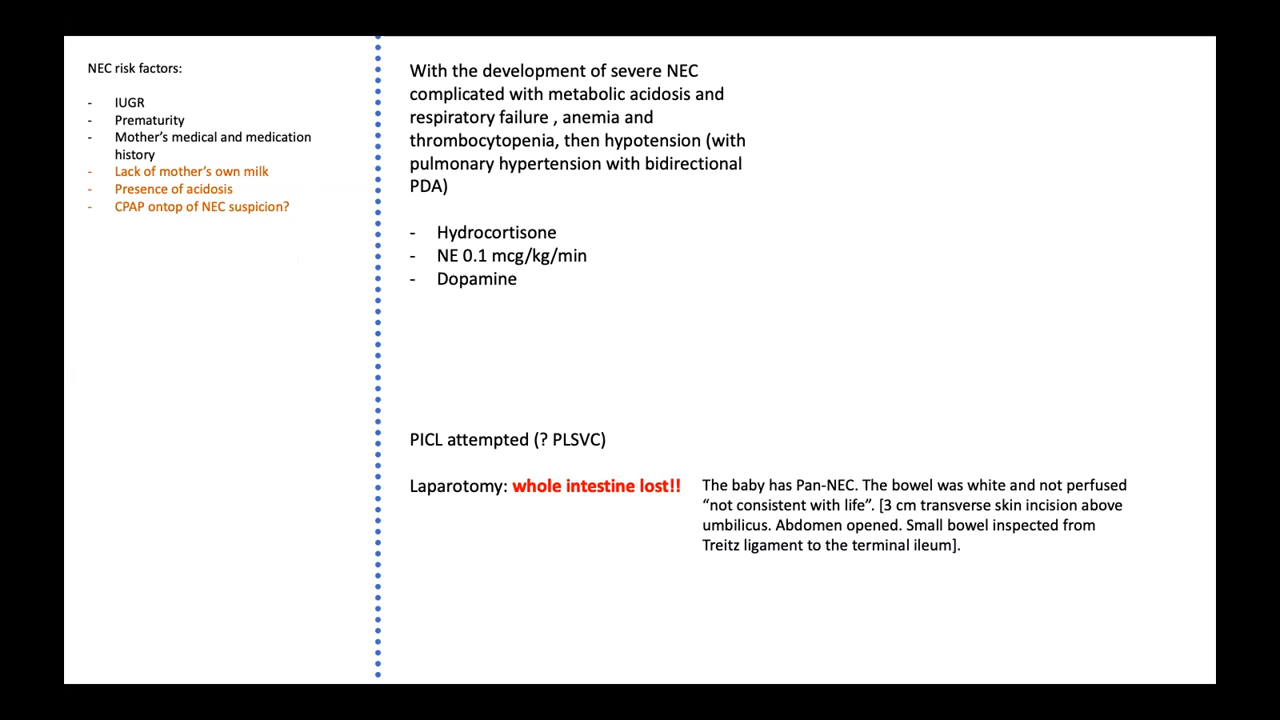 NEC risk factors:
- IUGR
- Prematurity
- Mother's medical and medication
history
- Lack of mother's own milk
- Presence of acidosis
- CPAP ontop of NEC suspicion?
With the development of severe NEC
complicated with metabolic acidosis and
respiratory failure , anemia and
thrombocytopenia, then hypotension (with
pulmonary hypertension with bidirectional
PDA)
- Hydrocortisone
- NE 0.1 mcg/kg/min
- Dopamine
PICL attempted (? PLSVC)
Laparotomy: whole intestine lost!!
The baby has Pan-NEC. The bowel was white and not perfused
“not consistent with life”. [3 cm transverse skin incision above
umbilicus. Abdomen opened. Small bowel inspected from
Treitz ligament to the terminal ileum].